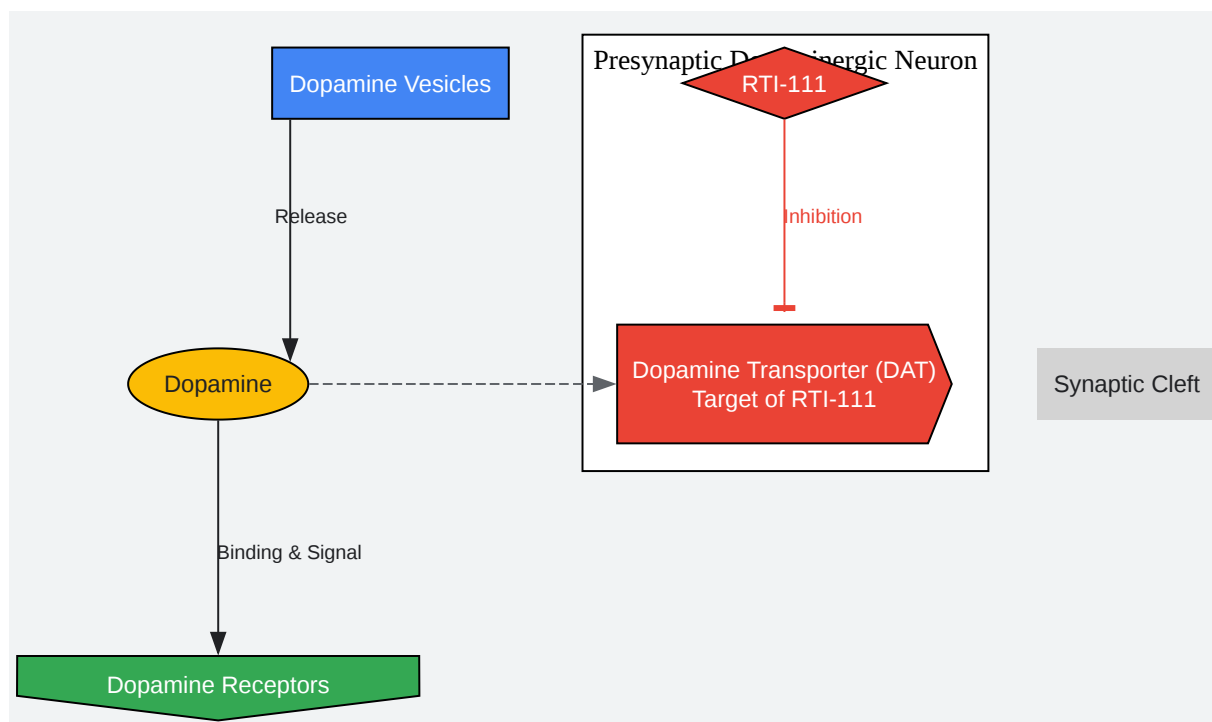 Dopamine Vesicles
Presynaptic Neuron
RTI-111
Release
Inhibition
Dopamine
Dopamine Transporter (DAT)
Target of RTI-111
Synaptic Cleft
Binding & Signal
Dopamine Receptors